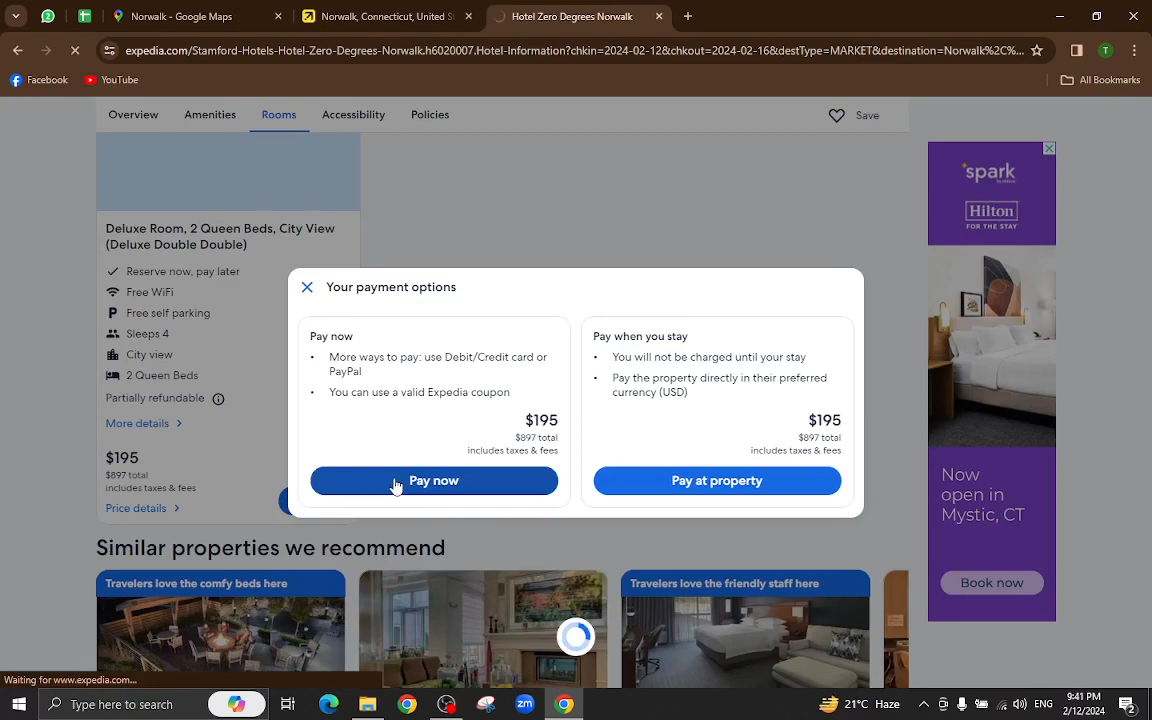 Norwalk - Google Maps
Norwalk, Connecticut, United S
Hotel Zero Degrees Norwalk
expedia.com/Stamford-Hotels-Hotel-Zero-Degrees-Norwalk.h6020007.Hotel-Information?chkin=2024-02-12&chkout=2024-02-16&destType=MARKET&destination=Norwalk%2C%...
T
Facebook
YouTube
All Bookmarks
Overview
Amenities
Rooms
Accessibility
Policies
Save
Deluxe Room, 2 Queen Beds, City View
(Deluxe Double Double)
Reserve now, pay later
Free WiFi
Free self parking
Sleeps 4
City view
2 Queen Beds
Partially refundable
More details
$195
$897 total
includes taxes & fees
Price details
Your payment options
Pay now
• More ways to pay: use Debit/Credit card or
PayPal
• You can use a valid Expedia coupon
$195
$897 total
includes taxes & fees
Pay now
Pay when you stay
• You will not be charged until your stay
• Pay the property directly in their preferred
currency (USD)
$195
$897 total
includes taxes & fees
Pay at property
spark
by Hilton
Hilton
FOR THE STAY
Now
open in
Mystic, CT
Book now
Similar properties we recommend
Travelers love the comfy beds here
Travelers love the friendly staff here
Waiting for www.expedia.com...
Type here to search
zm
21°C Haze
ENG
9:41 PM
2/12/2024
2